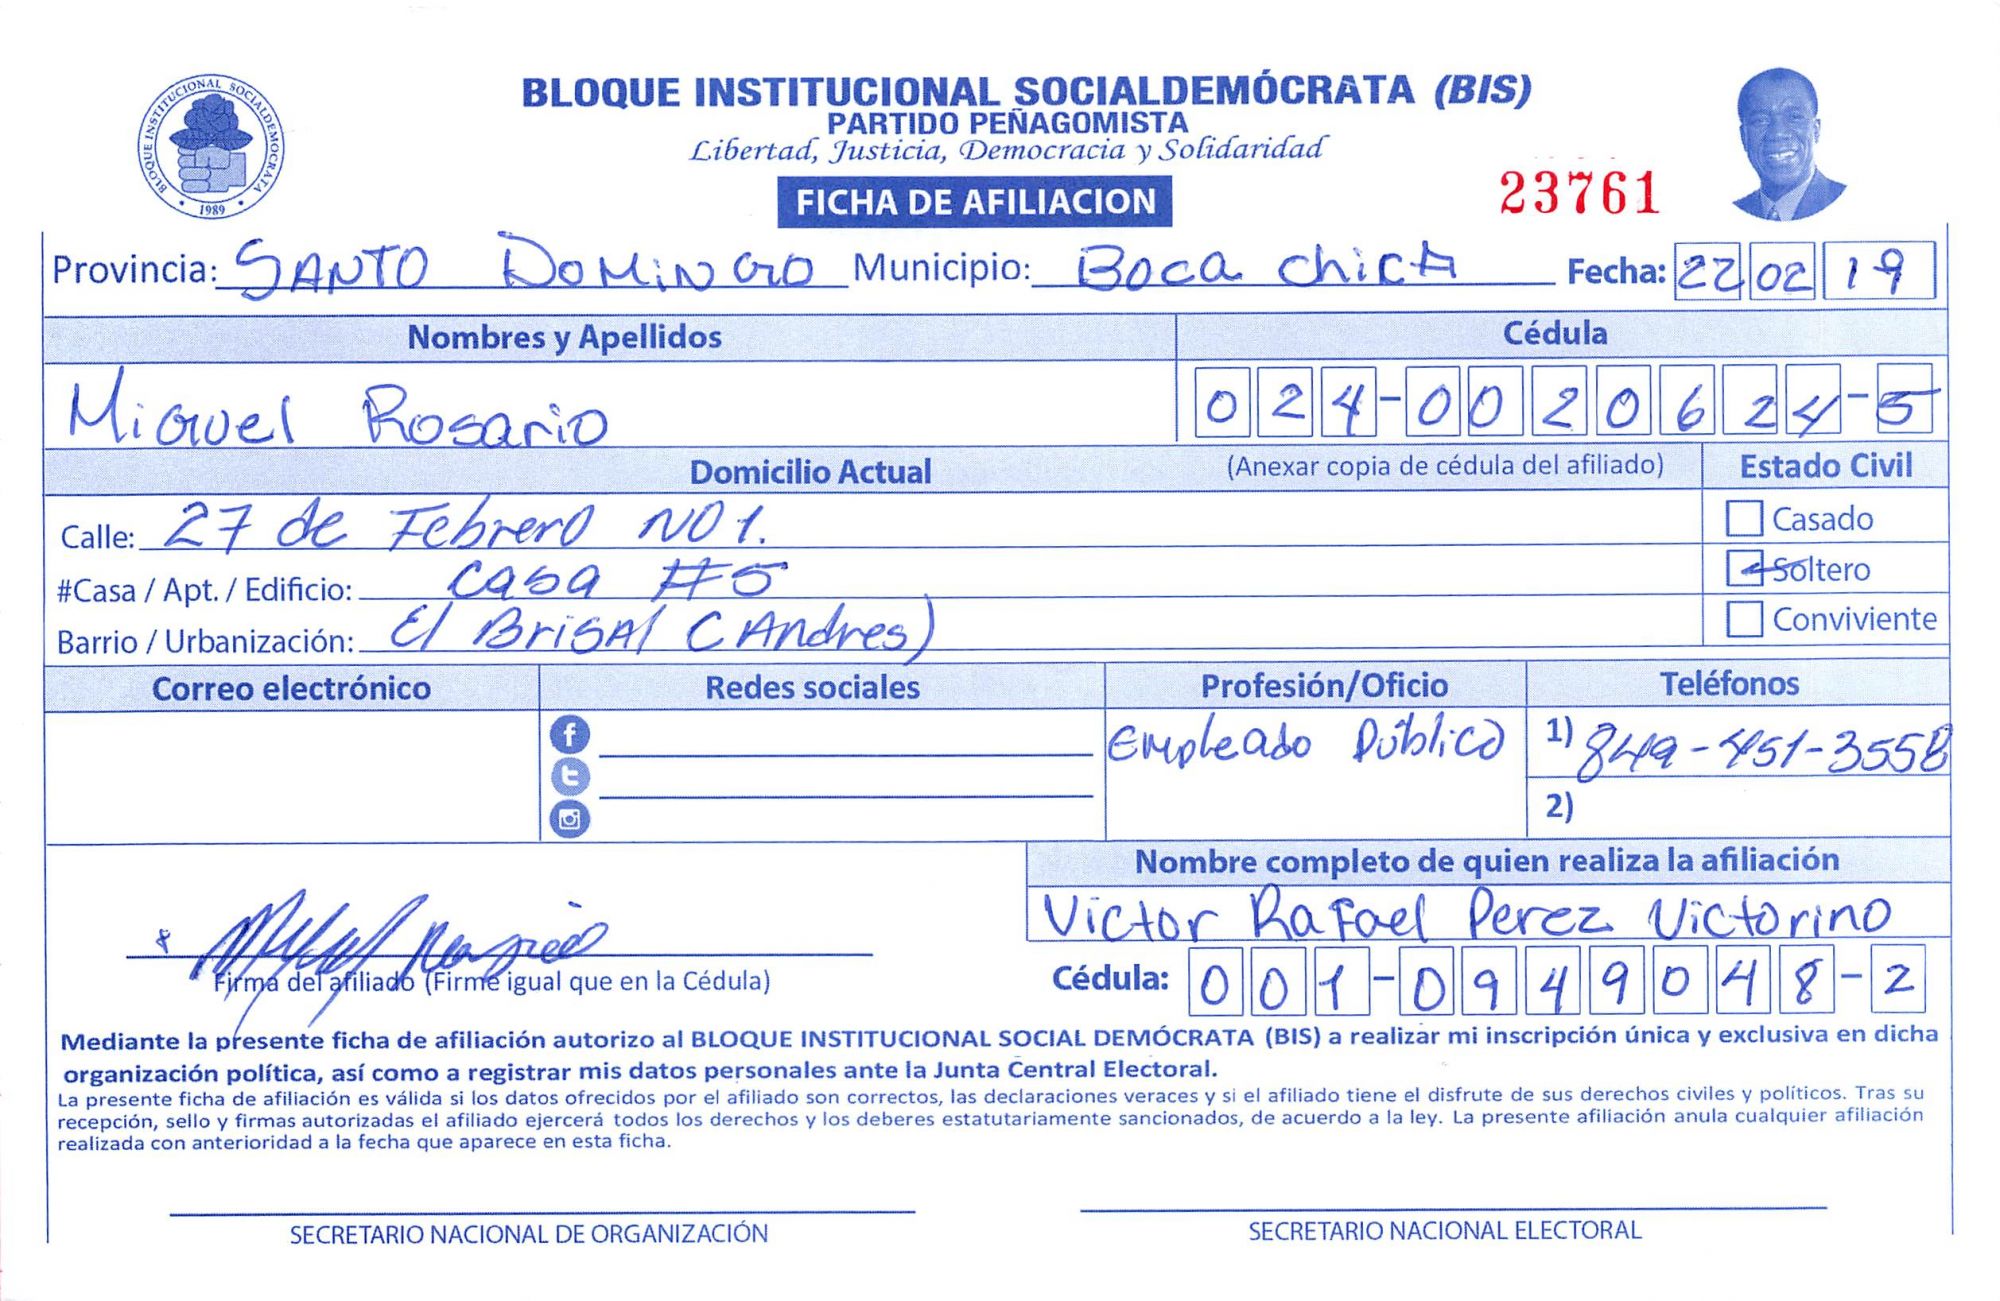 BLOQUE INSTITUCIONAL SOCIALDEMOCRATA
1989
BLOQUE INSTITUCIONAL SOCIALDEMÓCRATA (BIS)
PARTIDO PEÑAGOMISTA
Libertad, Justicia, Democracia y Solidaridad
FICHA DE AFILIACION
23761
Provincia: SANTO DOMINGO Municipio: Boca chicA Fecha: 22 02 19
Nombres y Apellidos Cédula
Miguel Rosario 024-0020624-5
Domicilio Actual (Anexar copia de cédula del afiliado) Estado Civil
Calle: 27 de Febrero NO 1. Casado
#Casa / Apt. / Edificio: casa #5 Soltero
Barrio / Urbanización: El BriSAl (Andres) Conviviente
Correo electrónico Redes sociales Profesión/Oficio Teléfonos
Empleado Público 1) 849-451-3558
2)
Nombre completo de quien realiza la afiliación
Victor Rafael Perez Victorino
Firma del afiliado (Firme igual que en la Cédula) Cédula: 001-0949048-2
Mediante la presente ficha de afiliación autorizo al BLOQUE INSTITUCIONAL SOCIAL DEMÓCRATA (BIS) a realizar mi inscripción única y exclusiva en dicha
organización política, así como a registrar mis datos personales ante la Junta Central Electoral.
La presente ficha de afiliación es válida si los datos ofrecidos por el afiliado son correctos, las declaraciones veraces y si el afiliado tiene el disfrute de sus derechos civiles y políticos. Tras su
recepción, sello y firmas autorizadas el afiliado ejercerá todos los derechos y los deberes estatutariamente sancionados, de acuerdo a la ley. La presente afiliación anula cualquier afiliación
realizada con anterioridad a la fecha que aparece en esta ficha.
SECRETARIO NACIONAL DE ORGANIZACIÓN SECRETARIO NACIONAL ELECTORAL